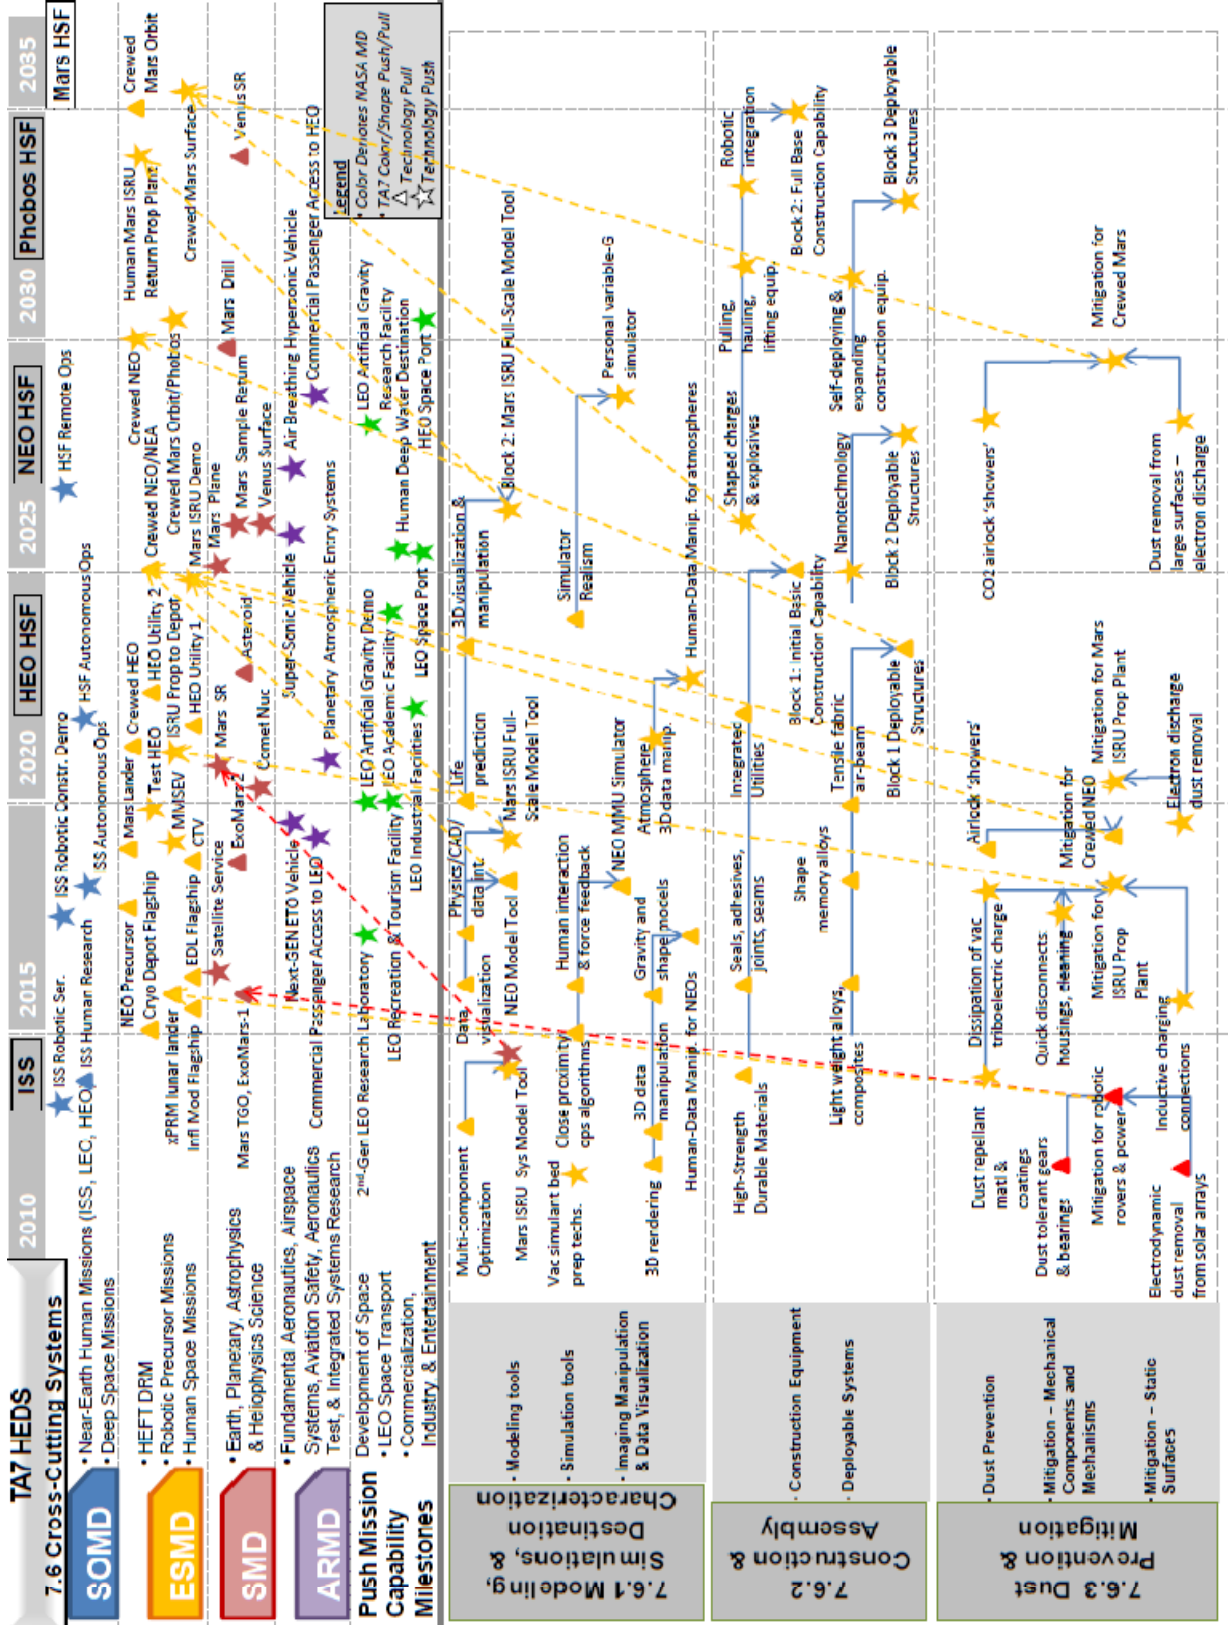 TA7 HEDS
7.6 Cross-Cutting Systems
2010
2015
2020
2025
2030
2035
ISS
HEO HSF
NEO HSF
Phobos HSF
Mars HSF
SOMD
• Near-Earth Human Missions (ISS, LEO, HEO)
• Deep Space Missions
ISS Robotic Ser.
ISS Human Research
ISS Robotic Constr. Demo
ISS Autonomous Ops
HSF Autonomous Ops
HSF Remote Ops
ESMD
• HEFT DRM
• Robotic Precursor Missions
• Human Space Missions
NEO Precursor
Cryo Depot Flagship
xPRM lunar lander
Infl Mod Flagship
EDL Flagship
CTV
Mars Lander
Test HEO
MMSEV
Crewed HEO
HEO Utility 2
ISRU Prop to Depot
HEO Utility 1
Crewed NEO
Crewed NEO/NEA
Crewed Mars Orbit/Phobos
Mars ISRU Demo
Human Mars ISRU
Return Prop Plant
Crewed Mars Surface
Crewed
Mars Orbit
SMD
• Earth, Planetary, Astrophysics
& Heliophysics Science
Mars TGO, ExoMars-1
Satellite Service
ExoMars-2
Mars SR
Comet Nuc
Asteroid
Mars Plane
Mars Sample Return
Venus Surface
Mars Drill
Venus SR
ARMD
• Fundamental Aeronautics, Airspace
Systems, Aviation Safety, Aeronautics
Test, & Integrated Systems Research
Next-GEN ETO Vehicle
Commercial Passenger Access to LEO
Super-Sonic Vehicle
Planetary Atmospheric Entry Systems
Air Breathing Hypersonic Vehicle
Commercial Passenger Access to HEO
Push Mission
Capability
Milestones
Development of Space
• LEO Space Transport
• Commercialization,
Industry & Entertainment
2nd-Gen LEO Research Laboratory
LEO Recreation & Tourism Facility
LEO Industrial Facilities
LEO Artificial Gravity Demo
LEO Academic Facility
LEO Space Port
LEO Artificial Gravity
Research Facility
Human Deep Water Destination
HEO Space Port
Legend
• Color Denotes NASA MD
• TA7 Color/Shape Push/Pull
Technology Pull
Technology Push
7.6.1 Modeling,
Simulations, &
Destination
Characterization
• Modeling tools
• Simulation tools
• Imaging Manipulation
& Data Visualization
Multi-component
Optimization
Mars ISRU Sys Model Tool
Data
visualization
Physics/CAD/
data int.
NEO Model Tool
Life
prediction
Mars ISRU Full-
Scale Model Tool
3D visualization &
manipulation
Block 2: Mars ISRU Full-Scale Model Tool
Vac simulant bed
prep techs.
Close proximity
ops algorithms
Human interaction
& force feedback
NEO MMU Simulator
Simulator
Realism
Personal variable-G
simulator
3D rendering
3D data
manipulation
Gravity and
shape models
Human-Data Manip. for NEOs
Atmosphere
3D data manip.
Human-Data Manip. for atmospheres
7.6.2
Construction &
Assembly
• Construction Equipment
• Deployable Systems
High-Strength
Durable Materials
Seals, adhesives,
joints, seams
Integrated
Utilities
Block 1: Initial Basic
Construction Capability
Shaped charges
& explosives
Pulling,
hauling,
lifting equip.
Robotic
integration
Block 2: Full Base
Construction Capability
Light weight alloys,
composites
Shape
memory alloys
Tensile fabric
air-beam
Block 1 Deployable
Structures
Nanotechnology
Block 2 Deployable
Structures
Self-deploying &
expanding
construction equip.
Block 3 Deployable
Structures
7.6.3 Dust
Prevention &
Mitigation
• Dust Prevention
• Mitigation – Mechanical
Components and
Mechanisms
• Mitigation – Static
Surfaces
Dust repellant
matl &
coatings
Dissipation of vac
triboelectric charge
Airlock ‘showers’
CO2 airlock ‘showers’
Dust tolerant gears
& bearings
Quick disconnects
housings, cleaning
Mitigation for robotic
rovers & power
Mitigation for
ISRU Prop
Plant
Mitigation for
Crewed NEO
Mitigation for Mars
ISRU Prop Plant
Mitigation for
Crewed Mars
Electrodynamic
dust removal
from solar arrays
Inductive charging
connections
Electron discharge
dust removal
Dust removal from
large surfaces –
electron discharge